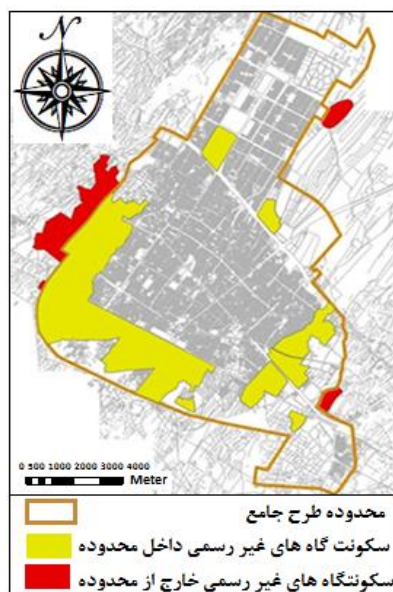 N
0 500 1000 2000 3000 4000
Meter
محدوده طرح جامع
سکونت گاه های غیر رسمی داخل محدوده
سکونتگاه های غیر رسمی خارج از محدوده